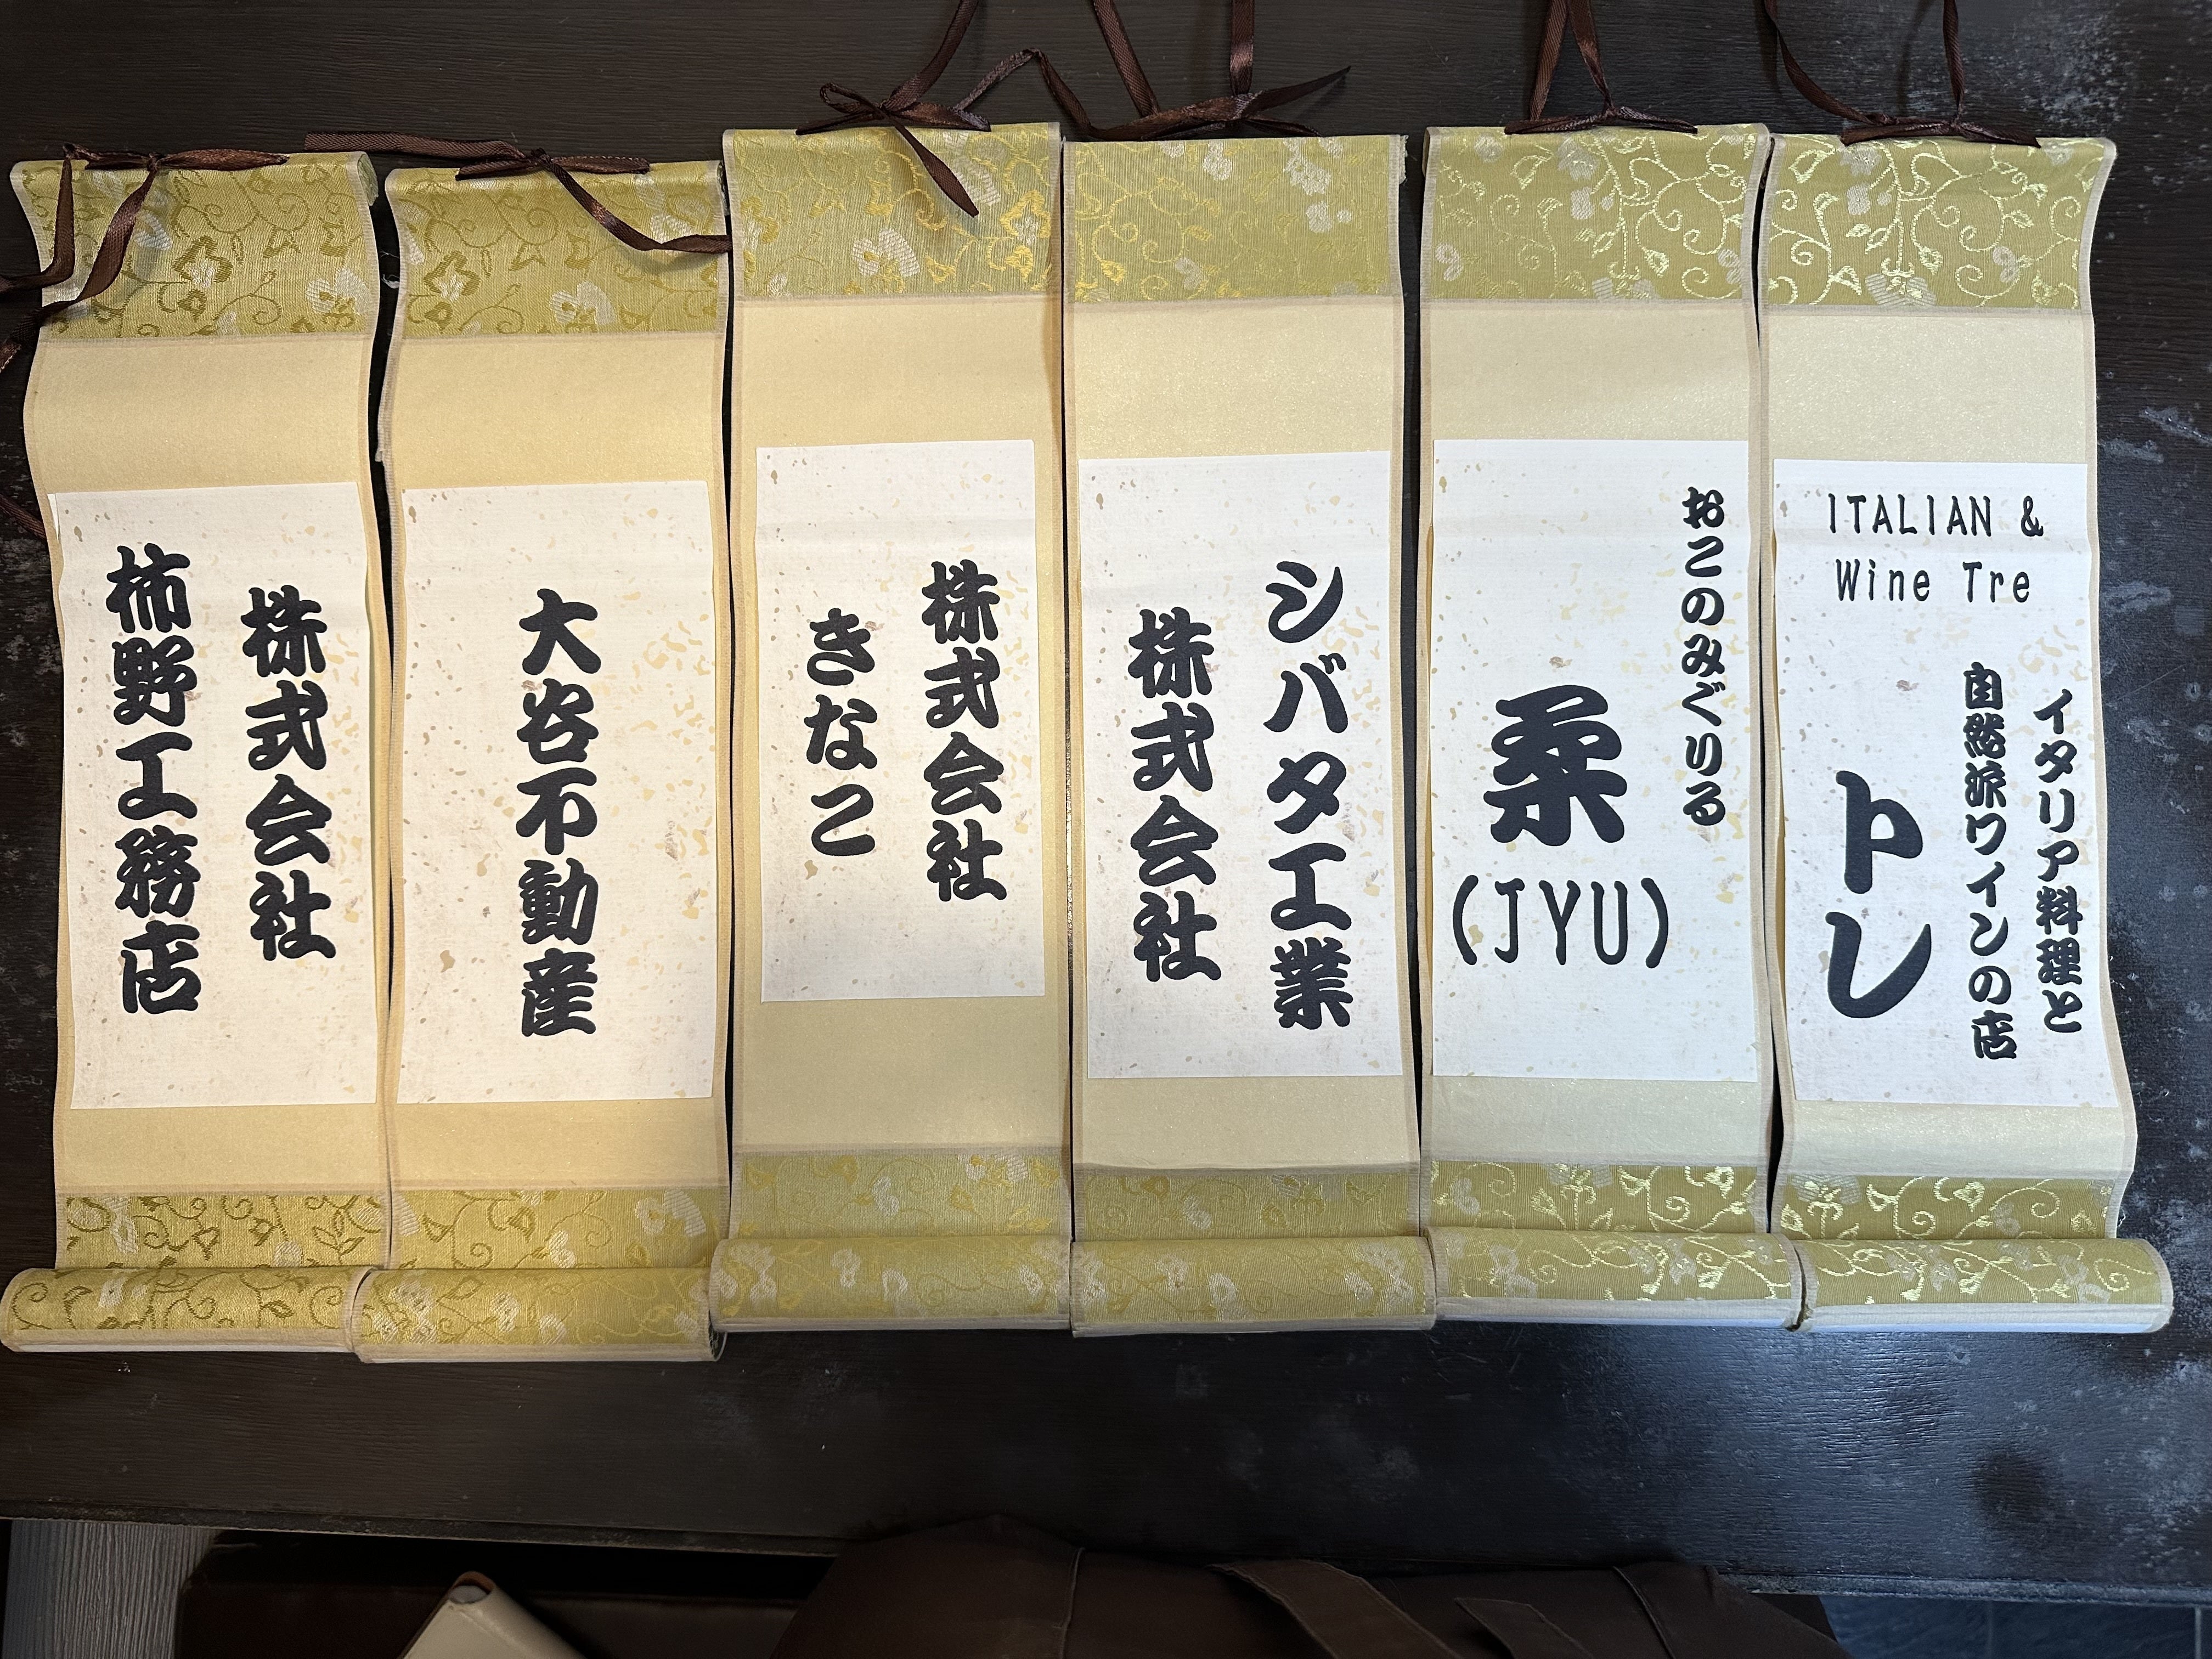 ITALIAN &
Wine Tre
イタリア料理と
自然派ワインの店
トレ
おこのみぐりる
柔
(JYU)
シバタ工業
株式会社
株式会社
きなこ
大谷不動産
株式会社
柿野工務店